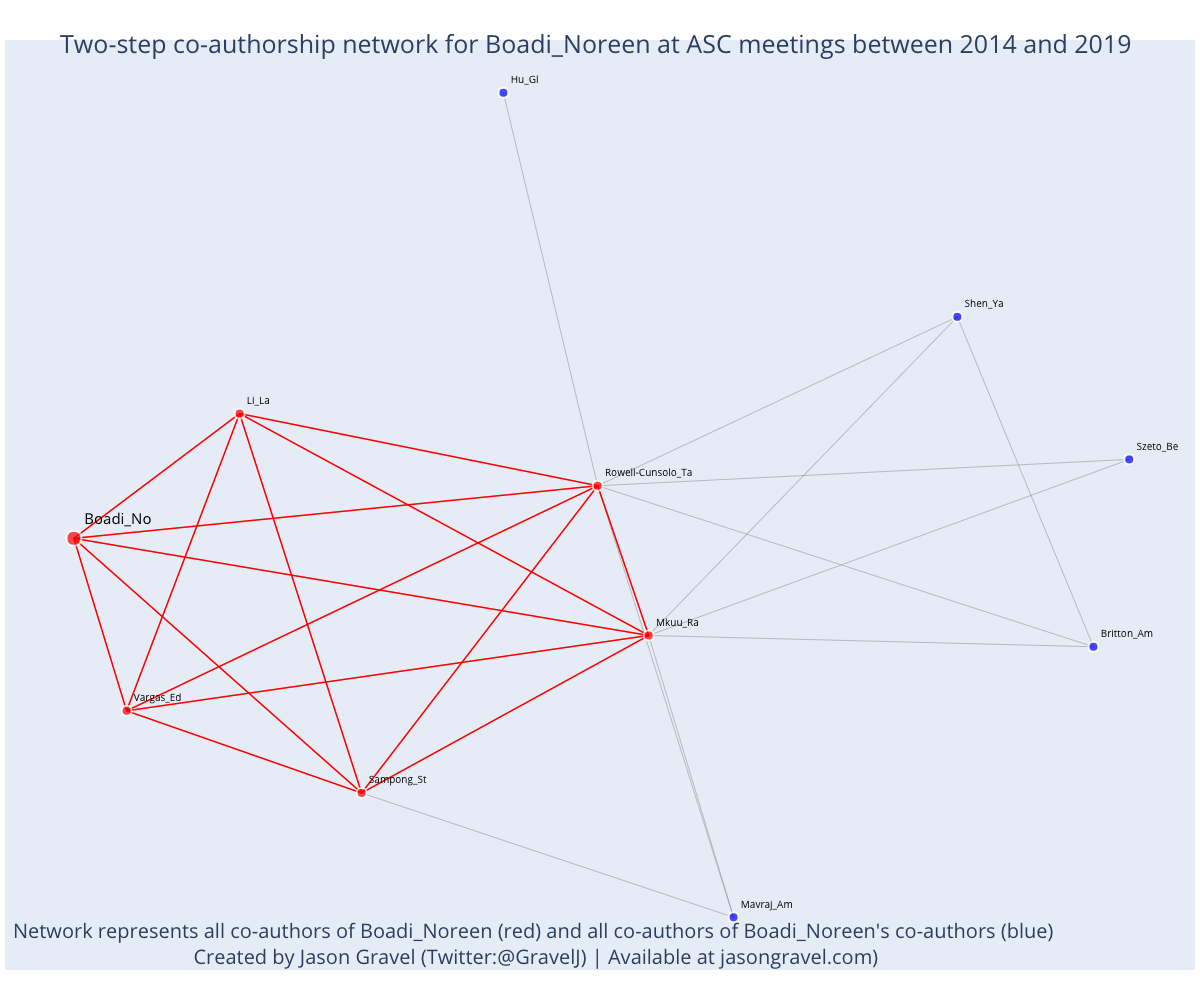 Two-step co-authorship network for Boadi_Noreen at ASC meetings between 2014 and 2019
Hu_Gl
Shen_Ya
Li_La
Szeto_Be
Rowell-Cunsolo_Ta
Boadi_No
Mkuu_Ra
Britton_Am
Vargas_Ed
Sampong_St
Mavraj_Am
Network represents all co-authors of Boadi_Noreen (red) and all co-authors of Boadi_Noreen's co-authors (blue)
Created by Jason Gravel (Twitter:@GravelJ) | Available at jasongravel.com)